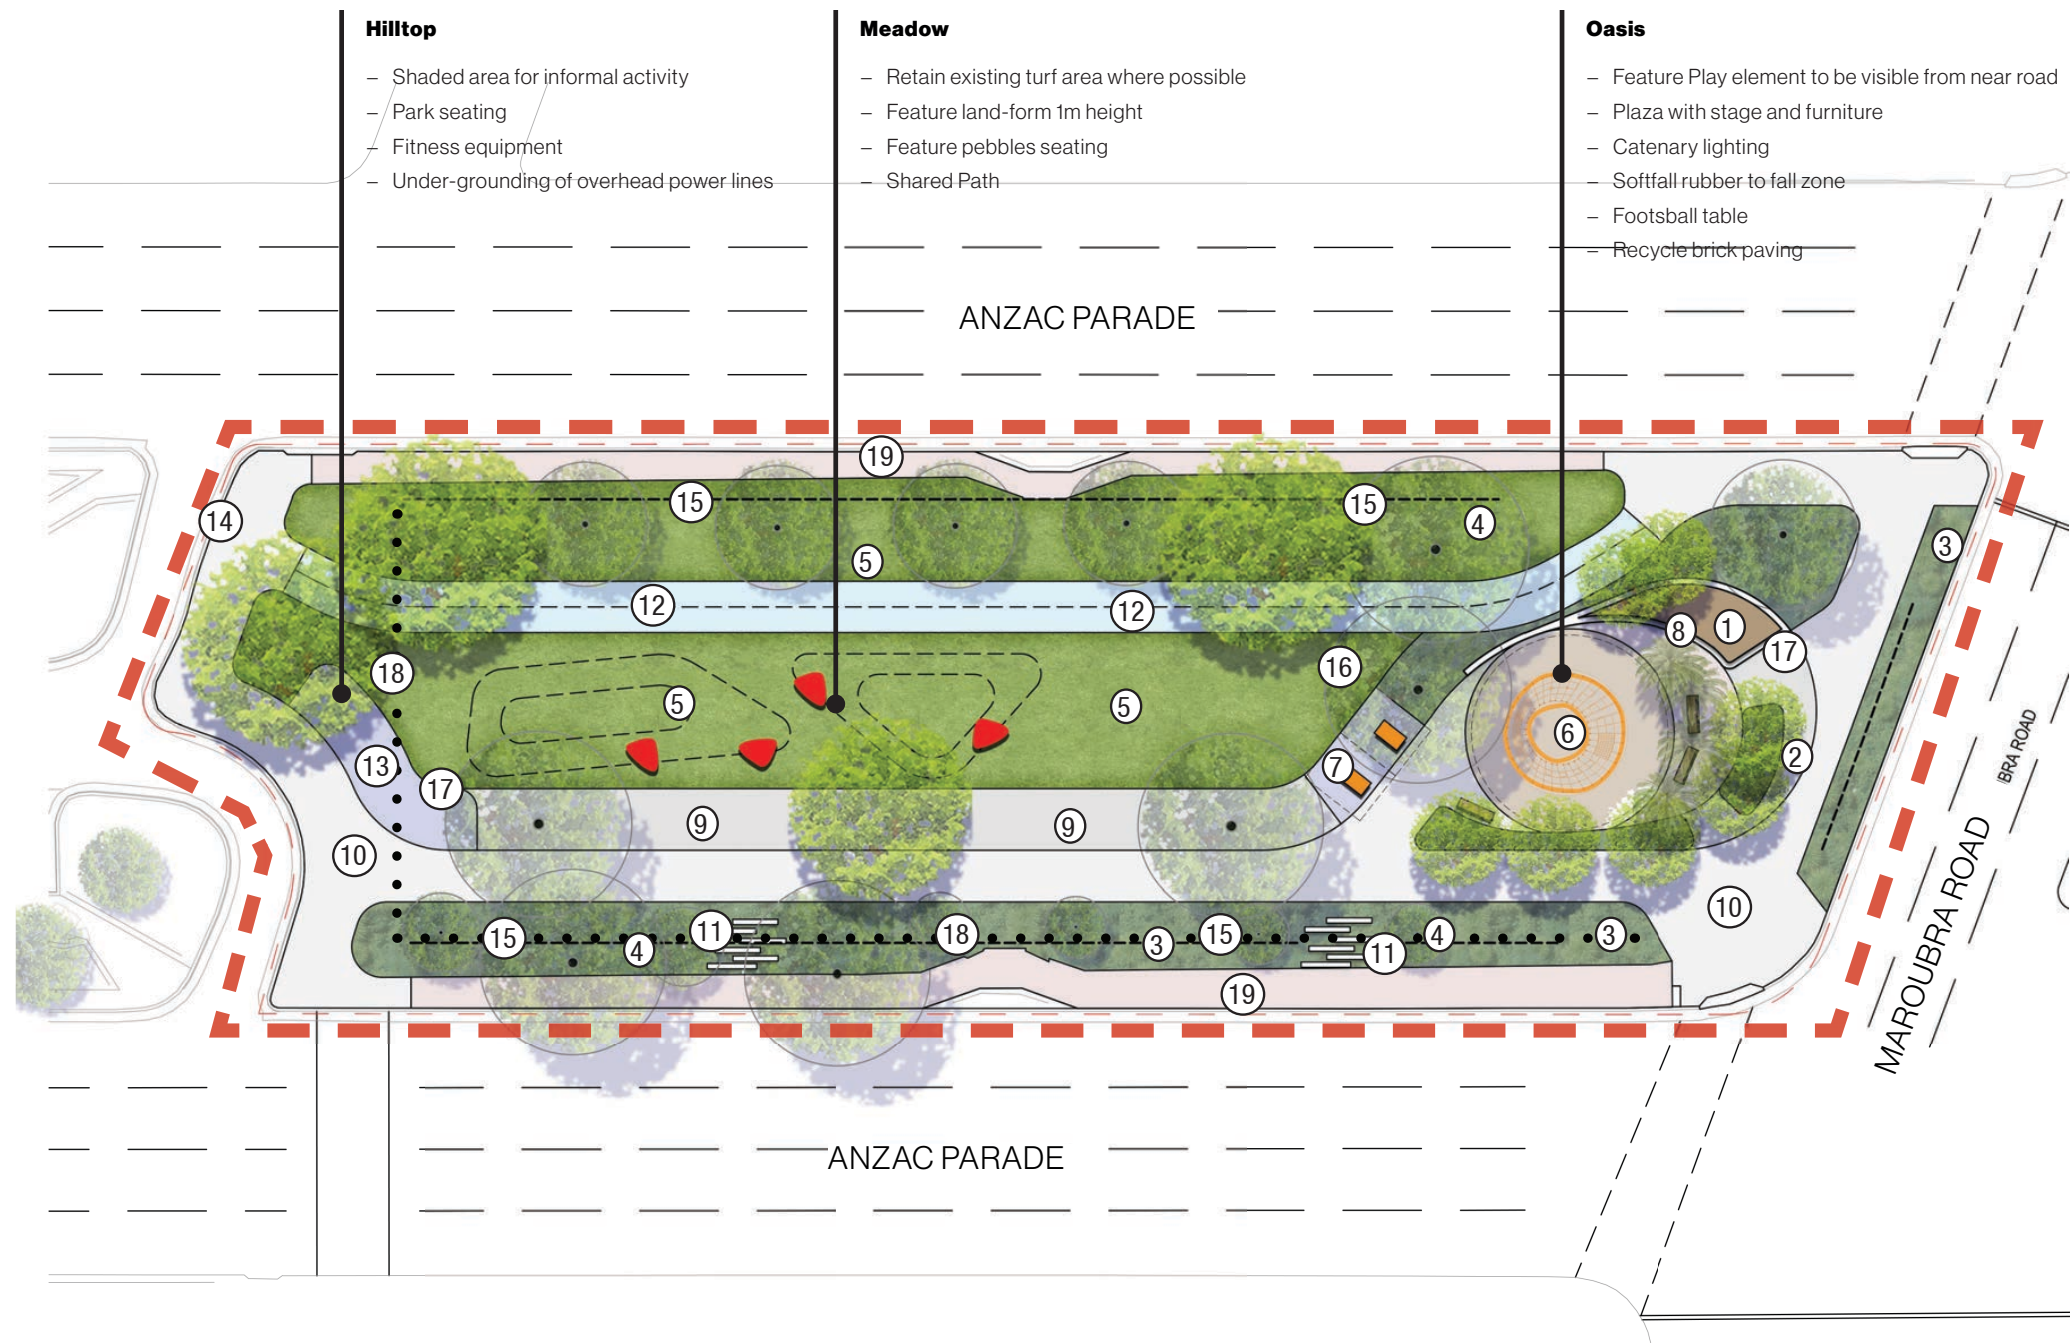 Hilltop
– Shaded area for informal activity
– Park seating
– Fitness equipment
– Under-grounding of overhead power lines
Meadow
– Retain existing turf area where possible
– Feature land-form 1m height
– Feature pebbles seating
– Shared Path
Oasis
– Feature Play element to be visible from near road
– Plaza with stage and furniture
– Catenary lighting
– Softfall rubber to fall zone
– Footsball table
– Recycle brick paving
ANZAC PARADE
19
15
15
14
4
3
5
12
12
8
1
17
16
18
5
5
6
7
2
13
17
9
9
10
10
15
4
11
18
3
15
11
4
3
19
BRA ROAD
MAROUBRA ROAD
ANZAC PARADE